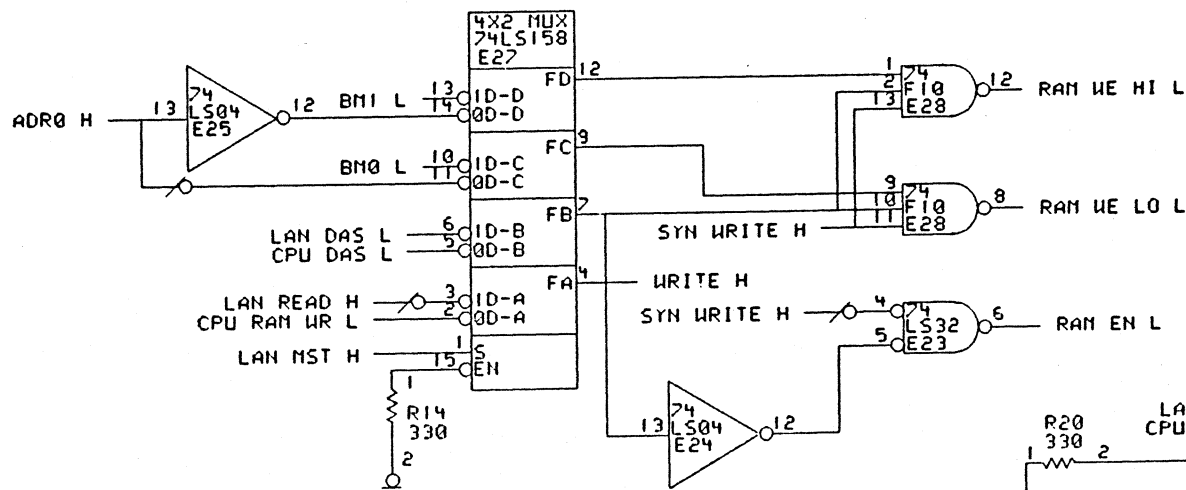 4X2 MUX
74LS158
E27
FD 12
13 1D-D
14 0D-D
BM1 L
ADR0 H
13 74 LS04 E25 12
FC 9
10 1D-C
11 0D-C
BM0 L
FB 7
LAN DAS L 6 1D-B
CPU DAS L 5 0D-B
FA 4 WRITE H
LAN READ H 3 1D-A
CPU RAM WR L 2 0D-A
LAN MST H 1 S
15 EN
1
R14
330
2
1 74 12 RAM WE HI L
2 F10
13 E28
9 74 8 RAM WE LO L
10 F10
11 E28
SYN WRITE H
SYN WRITE H 4 74 6 RAM EN L
LS32
5 E23
13 74 LS04 E24 12
R20
330
1 2
LA
CPU